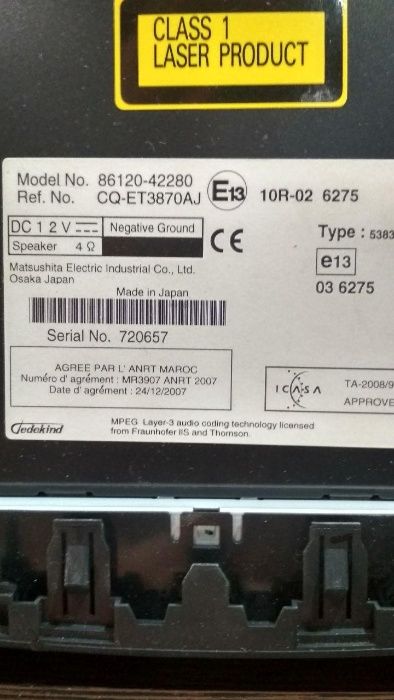 CLASS 1
LASER PRODUCT
Model No. 86120-42280
Ref. No. CQ-ET3870AJ
E13 10R-02 6275
DC 1 2 V Negative Ground
Speaker 4 Ω
CE
Type : 5383
e13
03 6275
Matsushita Electric Industrial Co., Ltd.
Osaka Japan
Made in Japan
Serial No. 720657
AGREE PAR L' ANRT MAROC
Numéro d' agrément : MR3907 ANRT 2007
Date d' agrément : 24/12/2007
ICASA
TA-2008/9
APPROVE
Gedekind
MPEG Layer-3 audio coding technology licensed
from Fraunhofer IIS and Thomson.